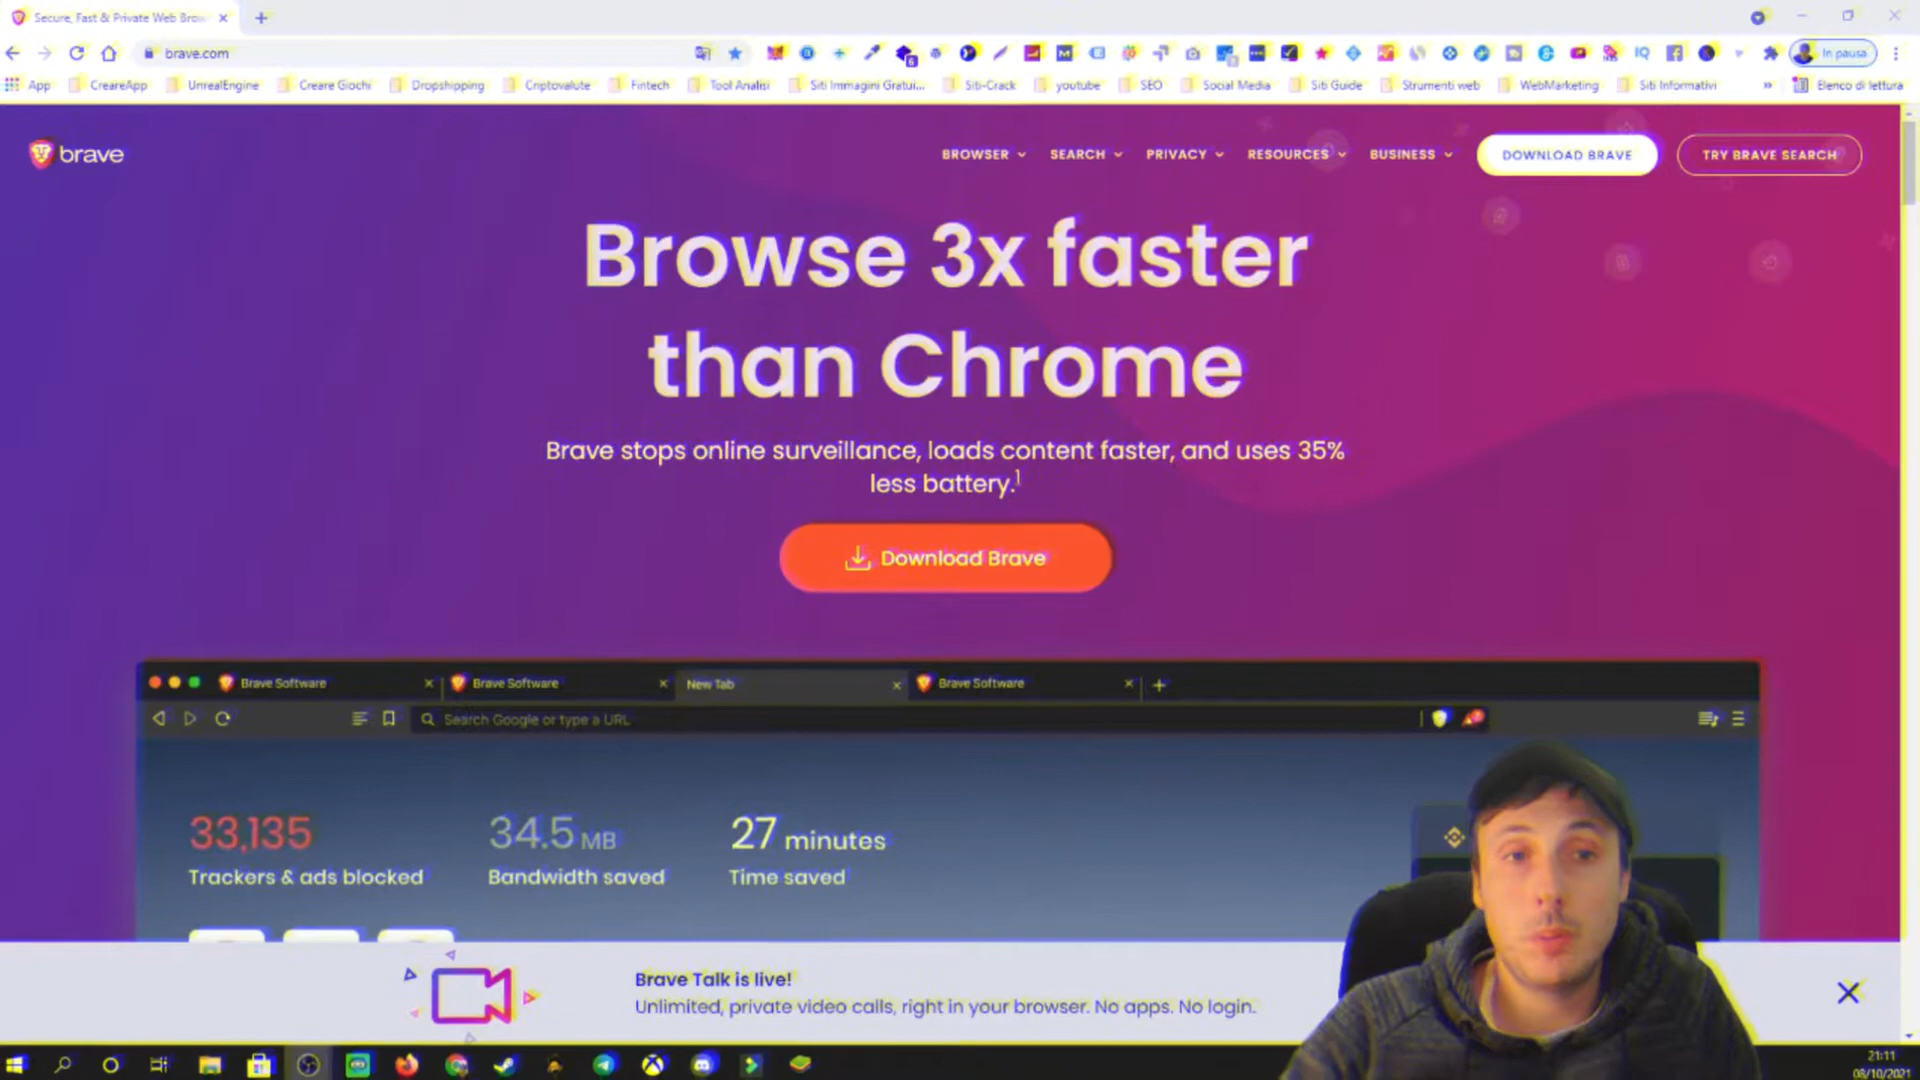 Secure, Fast & Private Web Brow
brave.com
In pausa
App CreareApp UnrealEngine Creare Giochi Dropshipping Criptovalute Fintech Tool Analisi Siti Immagini Gratui... Siti-Crack youtube SEO Social Media Siti Guide Strumenti web WebMarketing Siti Informativi » Elenco di lettura
brave BROWSER SEARCH PRIVACY RESOURCES BUSINESS DOWNLOAD BRAVE TRY BRAVE SEARCH
Browse 3x faster
than Chrome
Brave stops online surveillance, loads content faster, and uses 35%
less battery.1
Download Brave
Brave Software Brave Software New Tab Brave Software
Search Google or type a URL
33,135 34.5 MB 27 minutes
Trackers & ads blocked Bandwidth saved Time saved
Brave Talk is live!
Unlimited, private video calls, right in your browser. No apps. No login.
21:11
08/10/2021